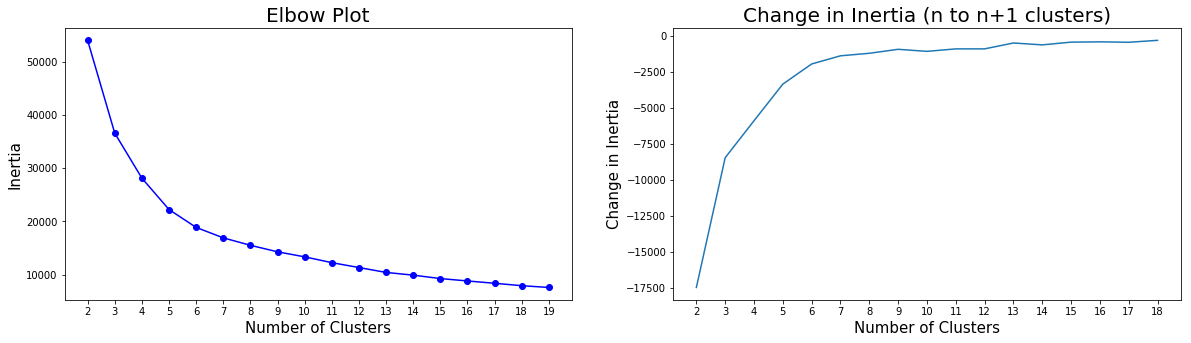 Elbow Plot
Inertia
50000
40000
30000
20000
10000
2 3 4 5 6 7 8 9 10 11 12 13 14 15 16 17 18 19
Number of Clusters
Change in Inertia (n to n+1 clusters)
Change in Inertia
0
−2500
−5000
−7500
−10000
−12500
−15000
−17500
2 3 4 5 6 7 8 9 10 11 12 13 14 15 16 17 18
Number of Clusters